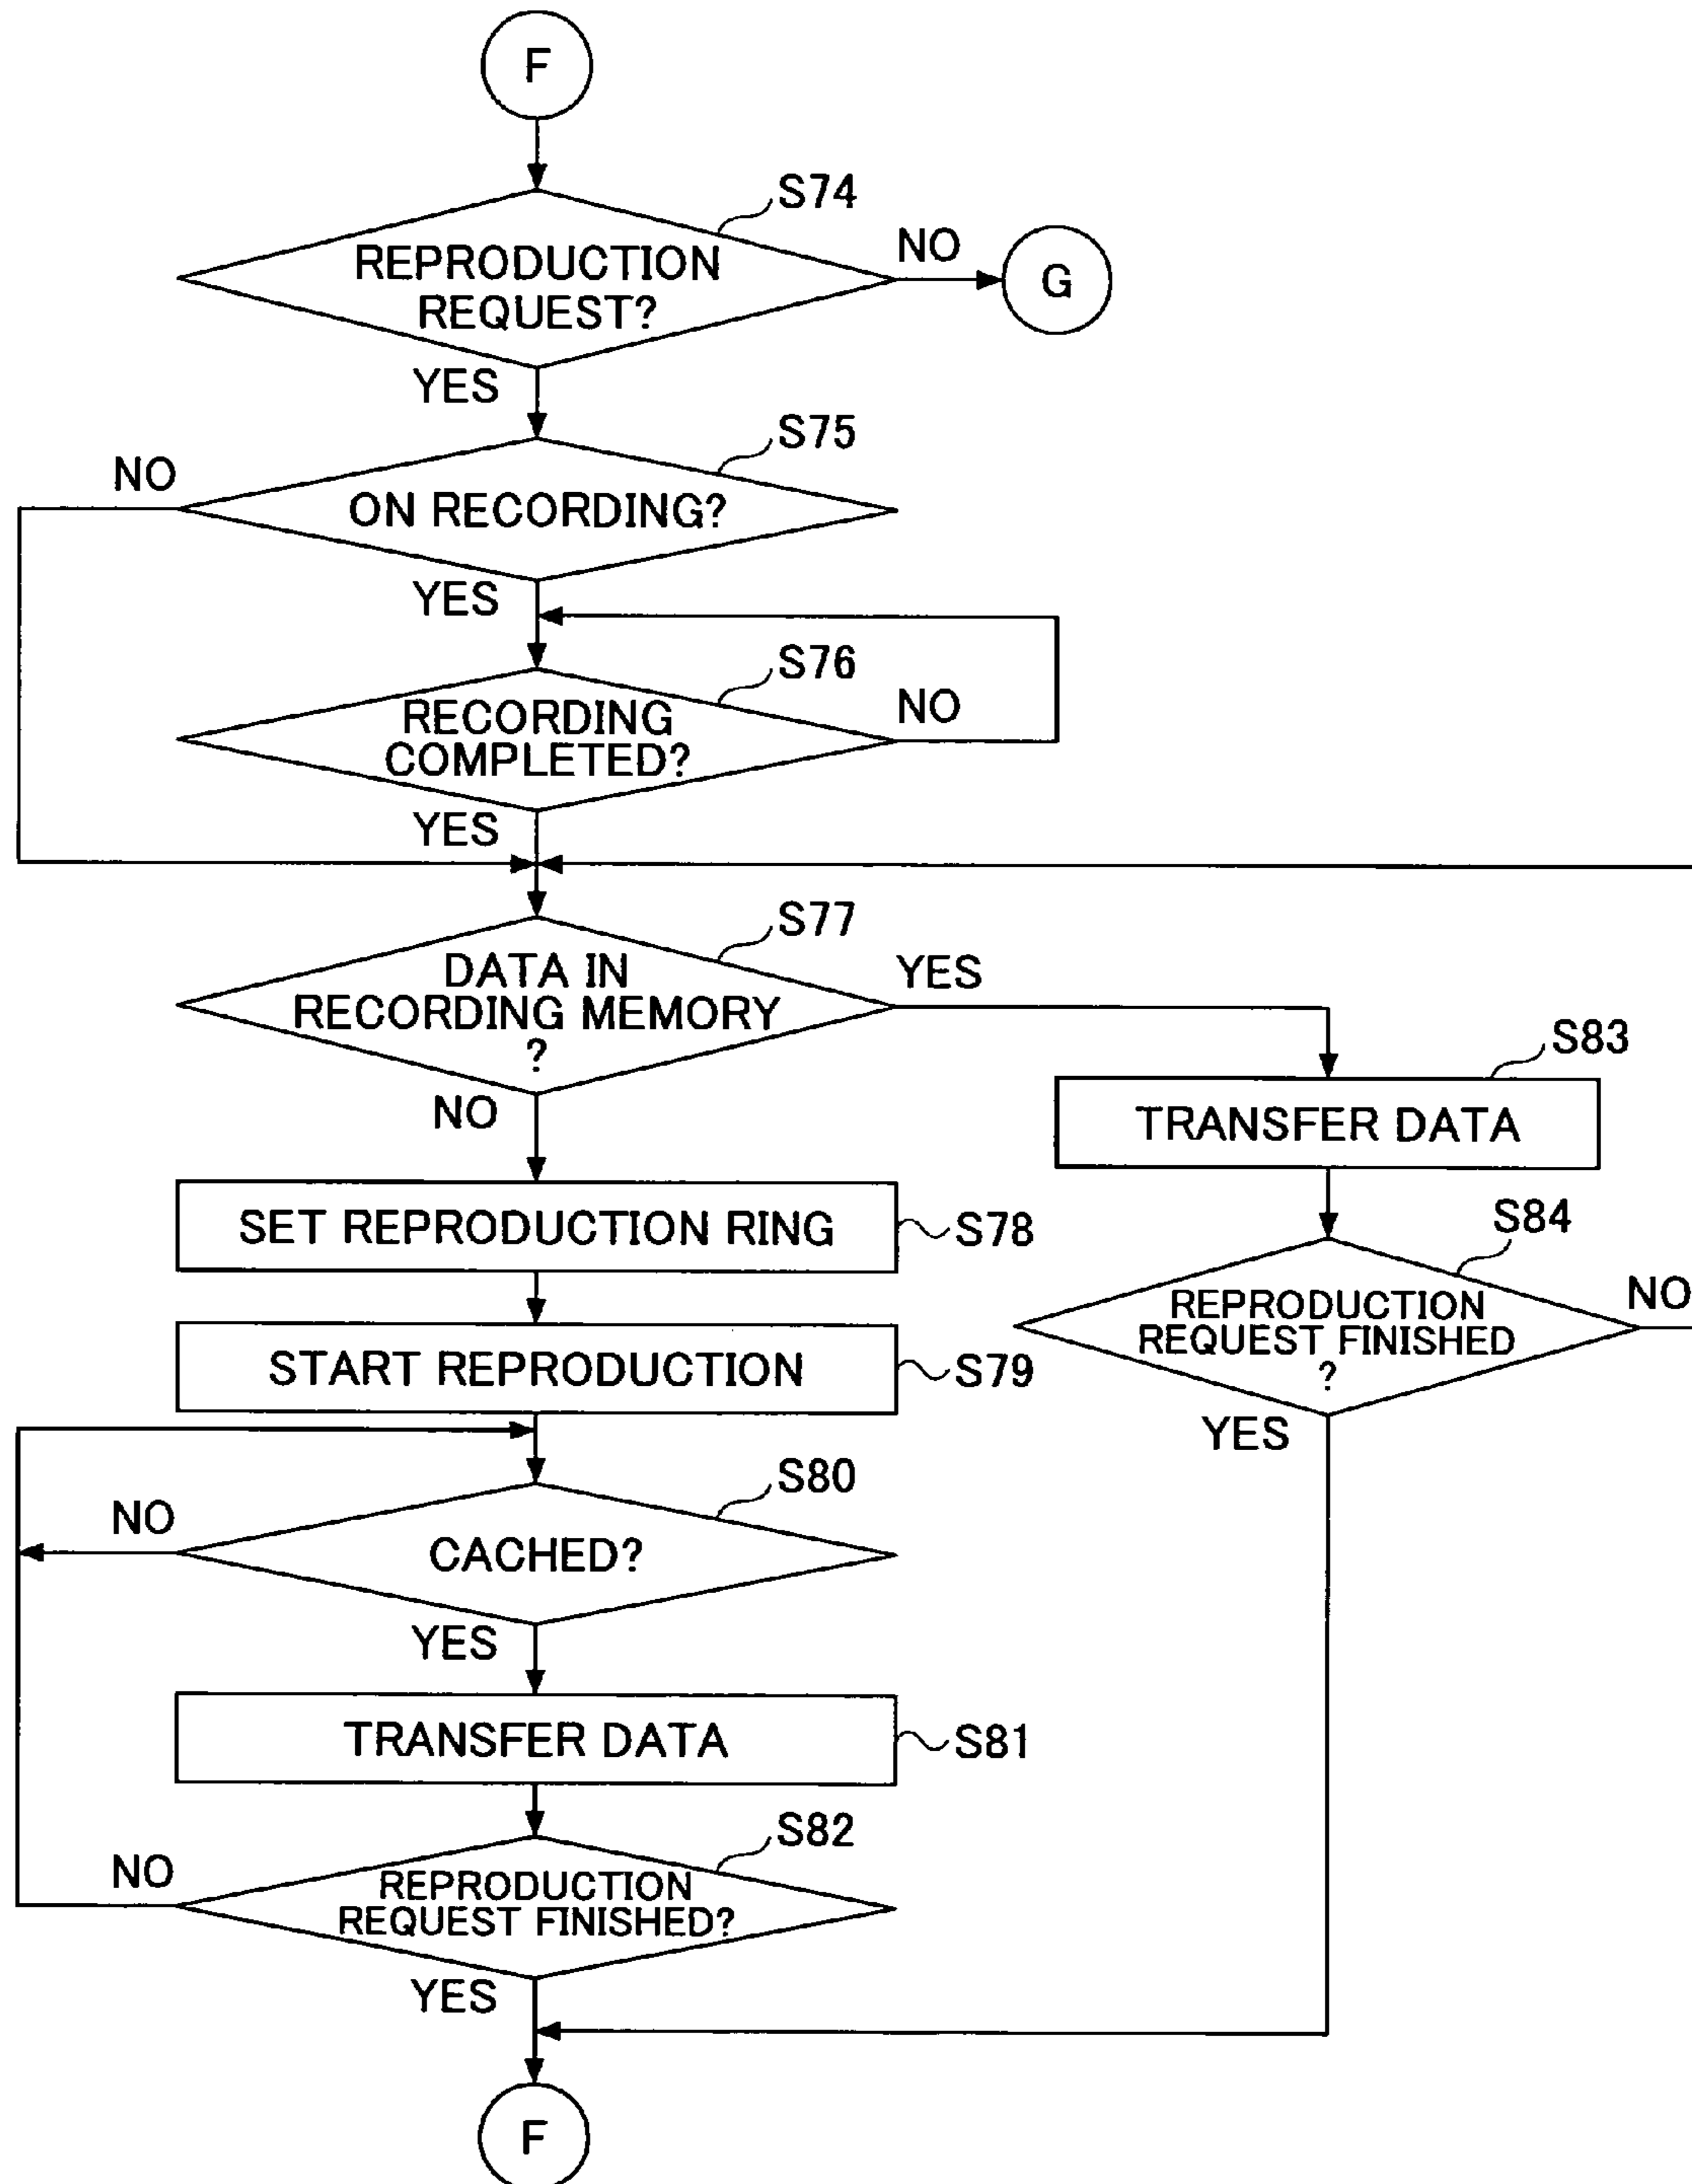 F
S74
REPRODUCTION
REQUEST?
NO
G
YES
S75
NO
ON RECORDING?
YES
S76
RECORDING
COMPLETED?
NO
YES
S77
DATA IN
RECORDING MEMORY
?
YES
NO
S83
TRANSFER DATA
SET REPRODUCTION RING
S78
S84
REPRODUCTION
REQUEST FINISHED
?
NO
YES
START REPRODUCTION
S79
S80
NO
CACHED?
YES
TRANSFER DATA
S81
S82
NO
REPRODUCTION
REQUEST FINISHED?
YES
F